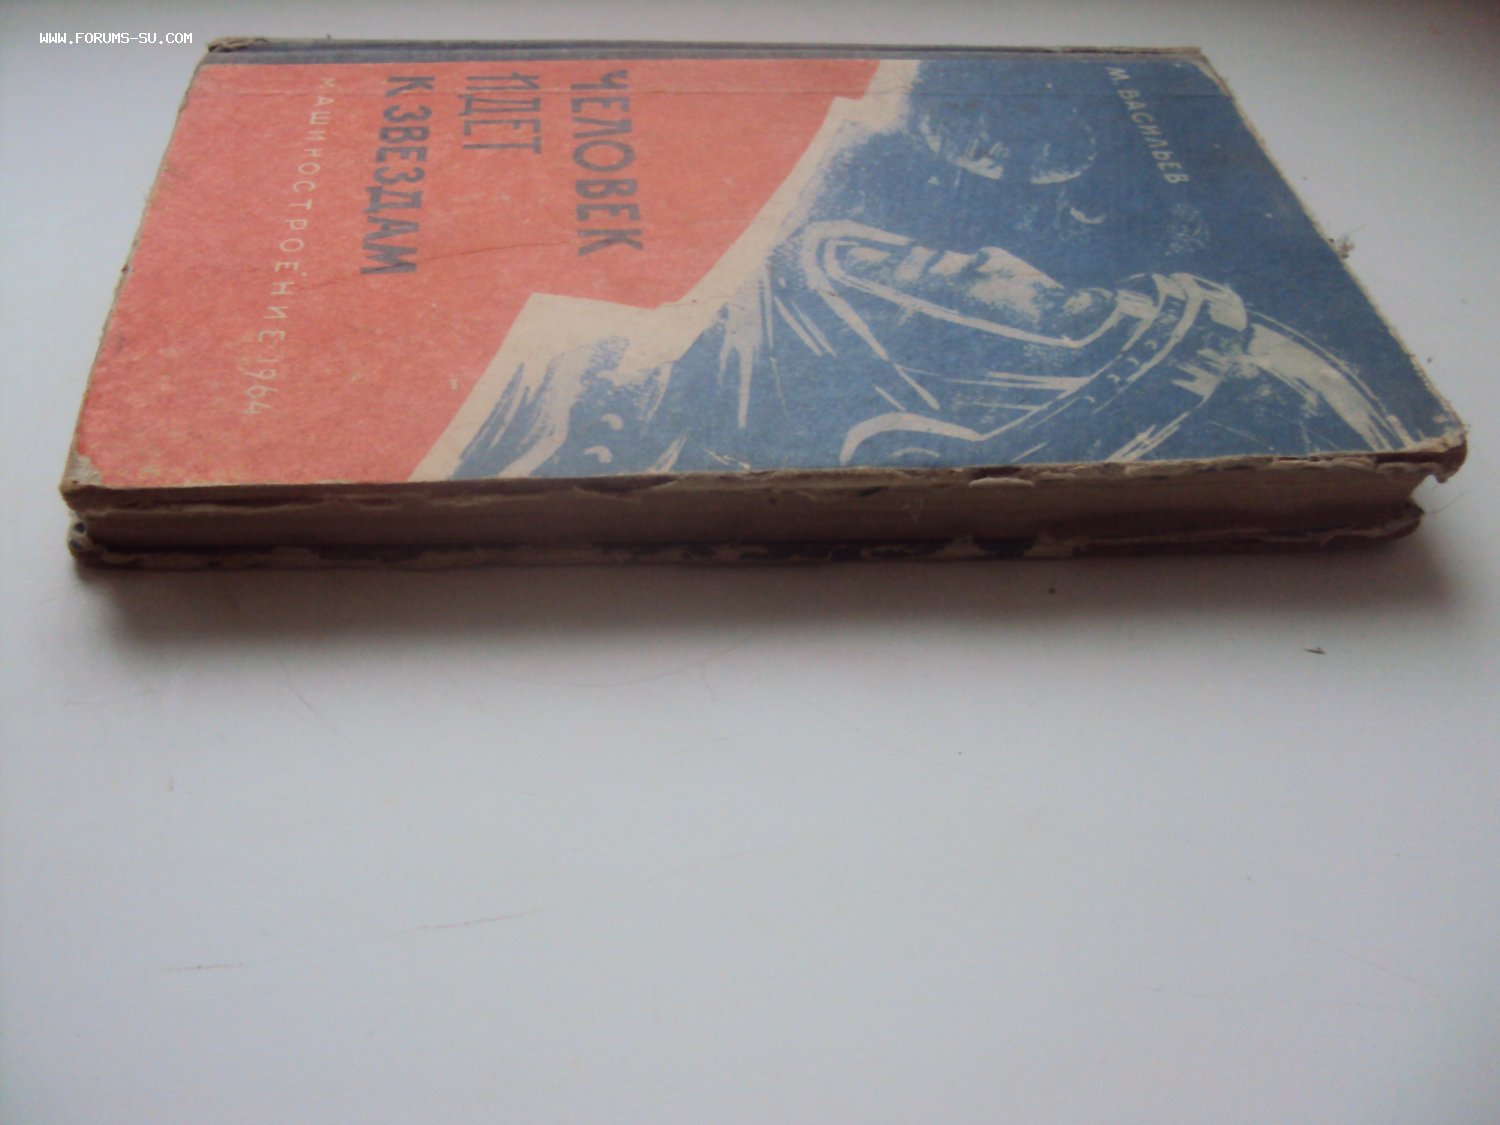 WWW.FORUMS-SU.COM
М. ВАСИЛЬЕВ
ЧЕЛОВЕК
ИДЕТ
К ЗВЕЗДАМ
МАШИНОСТРОЕНИЕ 1964